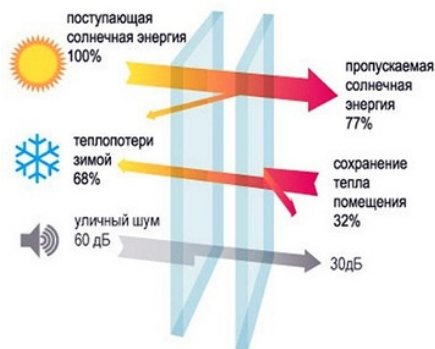 поступающая
солнечная энергия
100%
пропускаемая
солнечная
энергия
77%
теплопотери
зимой
68%
сохранение
тепла
помещения
32%
уличный шум
60 дБ
30дБ